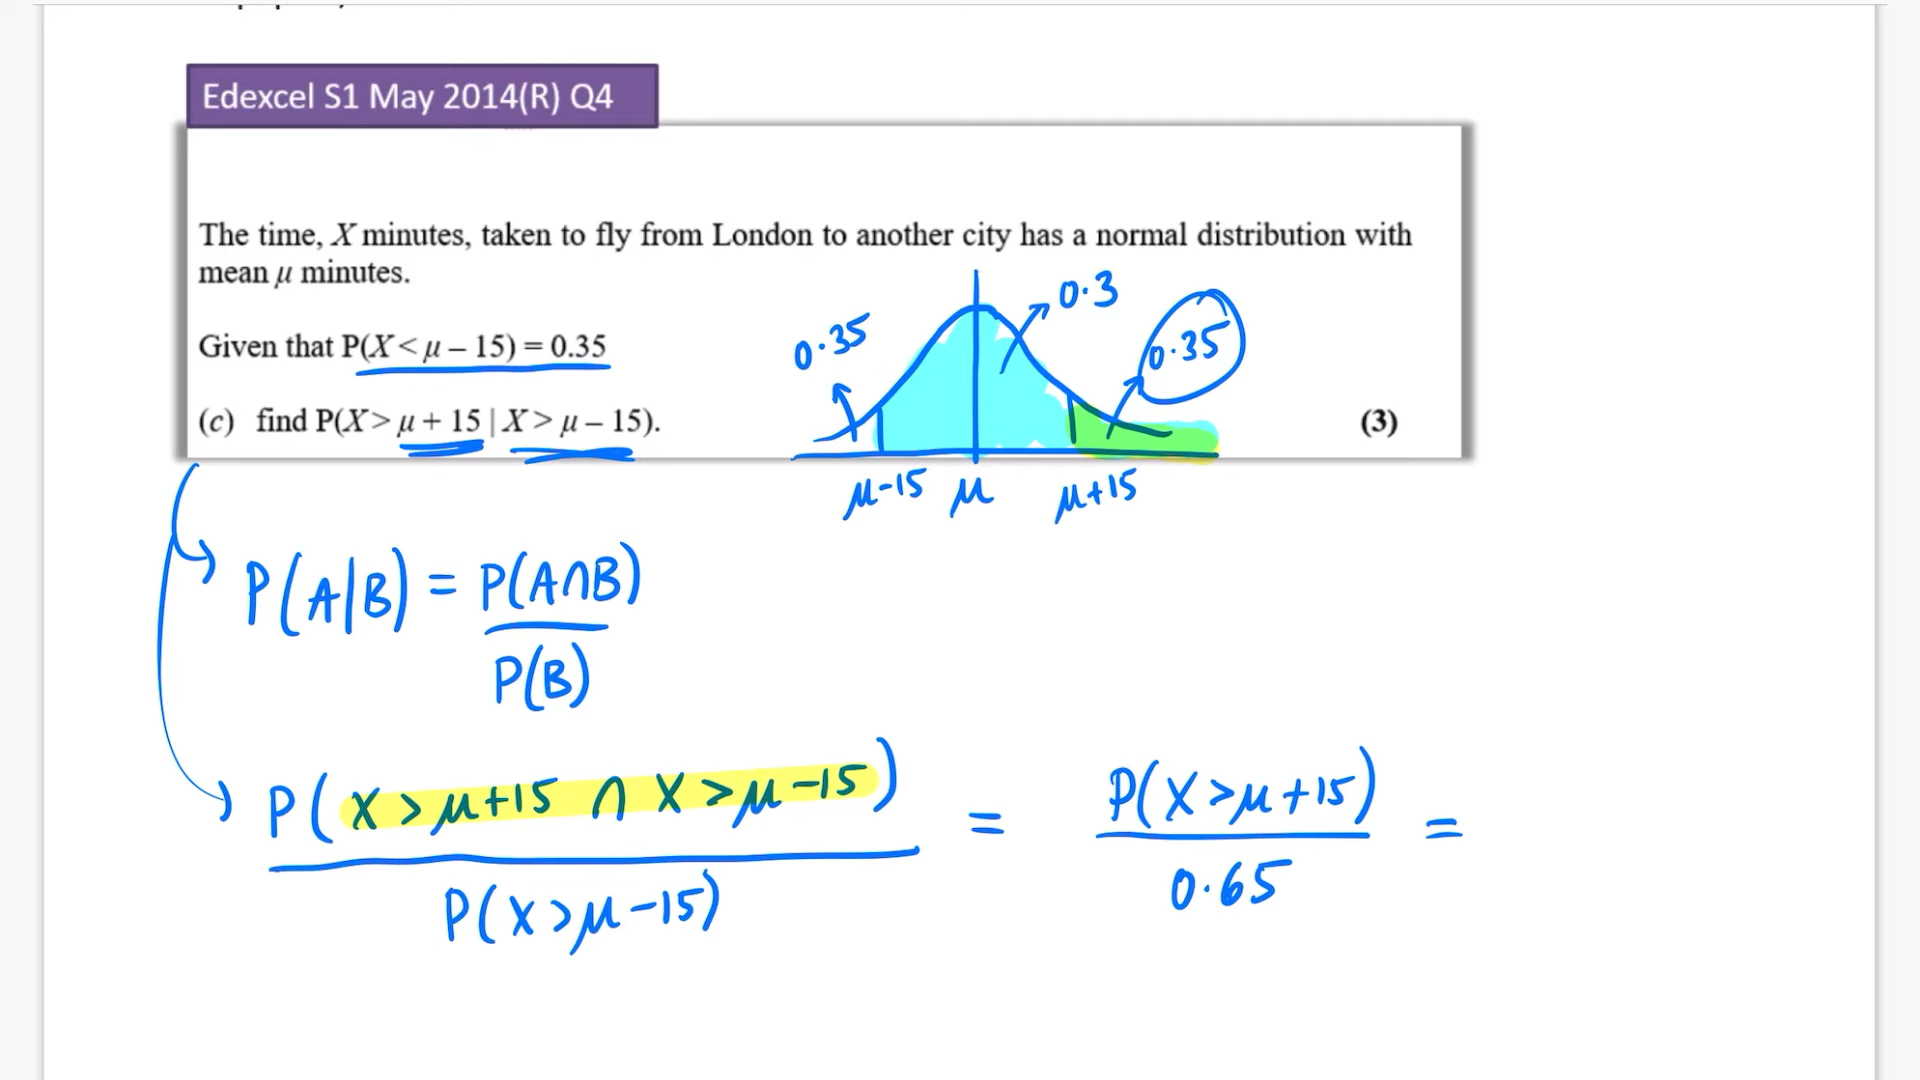 Edexcel S1 May 2014(R) Q4
The time, X minutes, taken to fly from London to another city has a normal distribution with
mean μ minutes.
Given that P(X < μ – 15) = 0.35
(c) find P(X > μ + 15 | X > μ – 15).
(3)
0.35
0.3
0.35
μ-15 μ μ+15
P(A|B) = P(A∩B)
P(B)
P(X>μ+15 ∩ X>μ-15) = P(X>μ+15) =
P(X>μ-15) 0.65